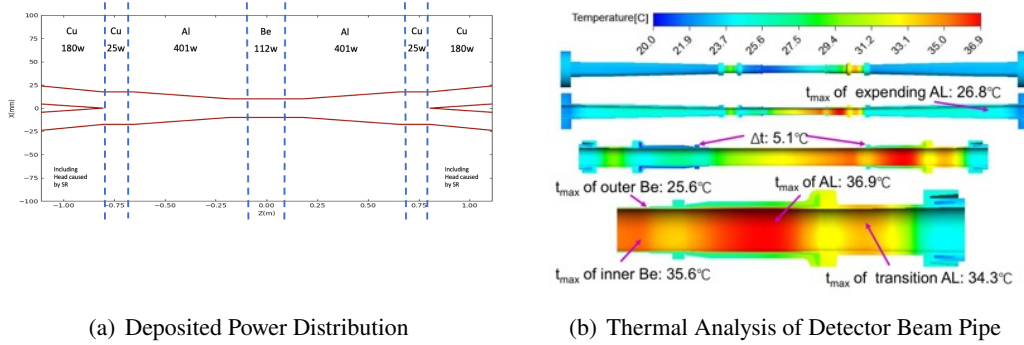 Cu Cu Al Be Al Cu Cu
180w 25w 401w 112w 401w 25w 180w
X(mm)
100
75
50
25
0
−25
−50
−75
−100
Including
Head caused
by SR
Including
Head caused
by SR
−1.00 −0.75 −0.50 −0.25 0.00 0.25 0.50 0.75 1.00
Z(m)
(a) Deposited Power Distribution
Temperature[C]
20.0 21.9 23.7 25.6 27.5 29.4 31.2 33.1 35.0 36.9
tmax of expending AL: 26.8℃
Δt: 5.1℃
tmax of outer Be: 25.6℃
tmax of AL: 36.9℃
tmax of inner Be: 35.6℃
tmax of transition AL: 34.3℃
(b) Thermal Analysis of Detector Beam Pipe